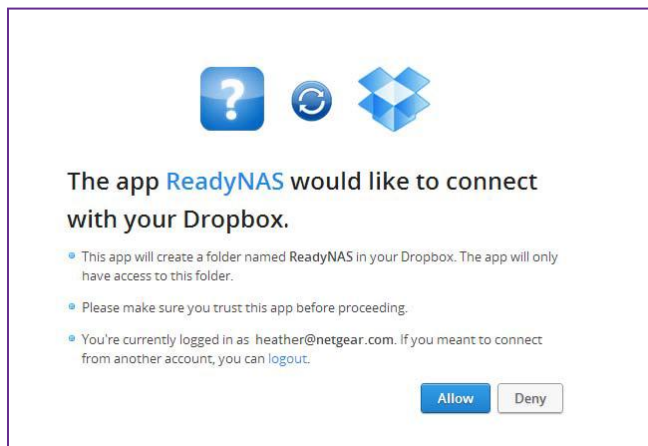 ?
The app ReadyNAS would like to connect
with your Dropbox.
This app will create a folder named ReadyNAS in your Dropbox. The app will only
have access to this folder.
Please make sure you trust this app before proceeding.
You're currently logged in as heather@netgear.com. If you meant to connect
from another account, you can logout.
Allow Deny